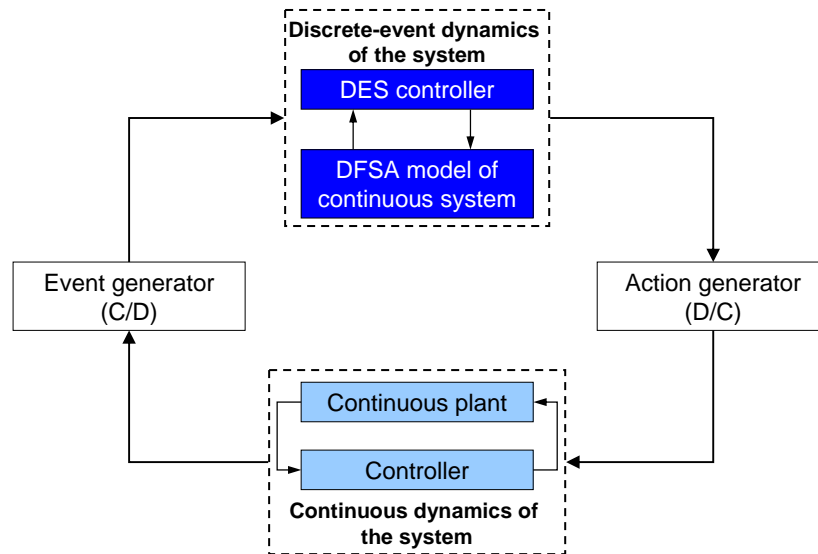 Discrete-event dynamics
of the system
DES controller
DFSA model of
continuous system
Event generator
(C/D)
Action generator
(D/C)
Continuous plant
Controller
Continuous dynamics of
the system